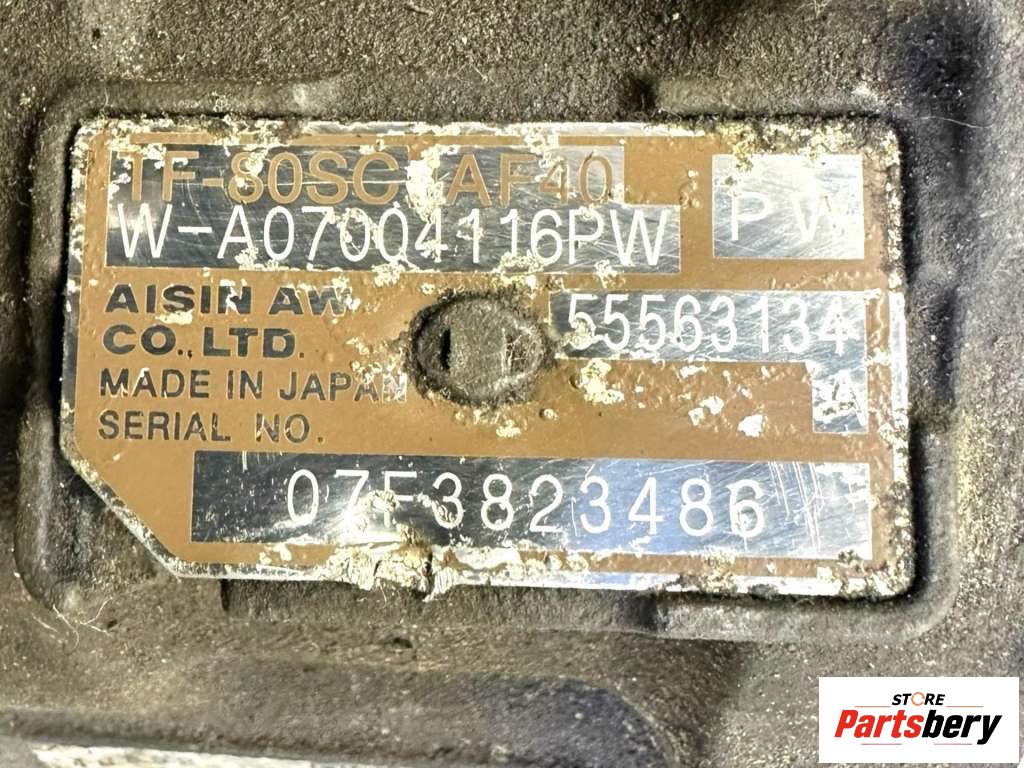 TF-80SC AF40
W-A07004116PW
PW
AISIN AW
CO.,LTD.
55563134
MADE IN JAPAN
A
SERIAL NO.
07F3823486
STORE
Partsbery